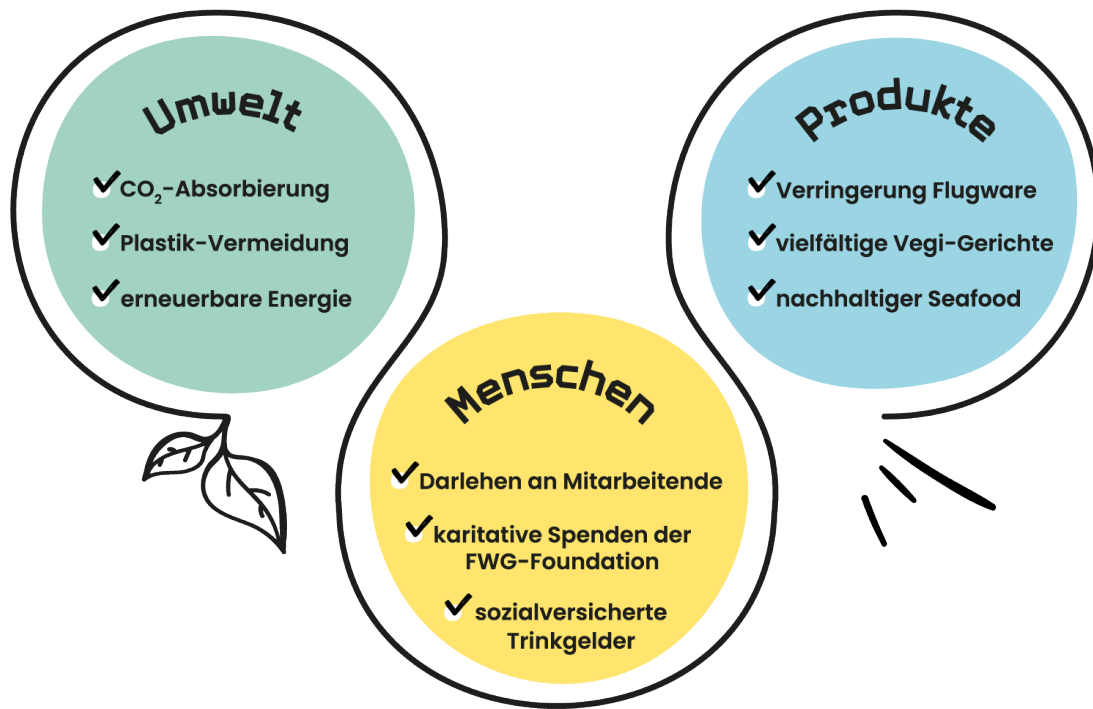 Umwelt
CO₂-Absorbierung
Plastik-Vermeidung
erneuerbare Energie
Produkte
Verringerung Flugware
vielfältige Vegi-Gerichte
nachhaltiger Seafood
Menschen
Darlehen an Mitarbeitende
karitative Spenden der
FWG-Foundation
sozialversicherte
Trinkgelder